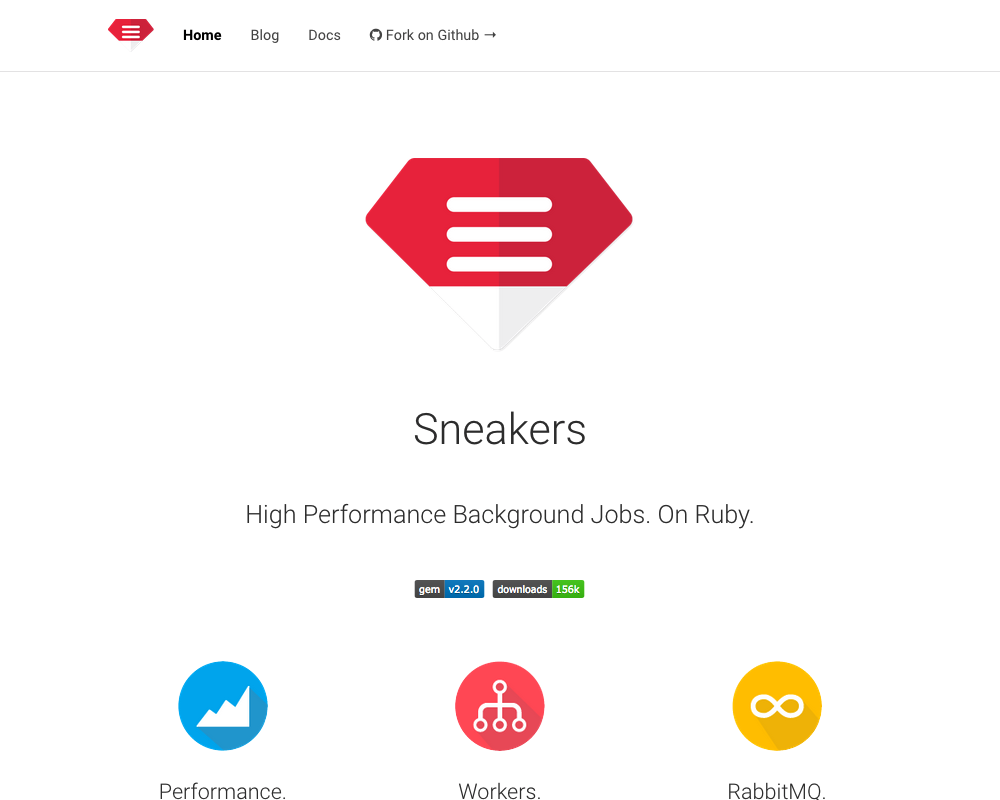 Home Blog Docs Fork on Github →
Sneakers
High Performance Background Jobs. On Ruby.
gem v2.2.0 downloads 156k
Performance. Workers. RabbitMQ.